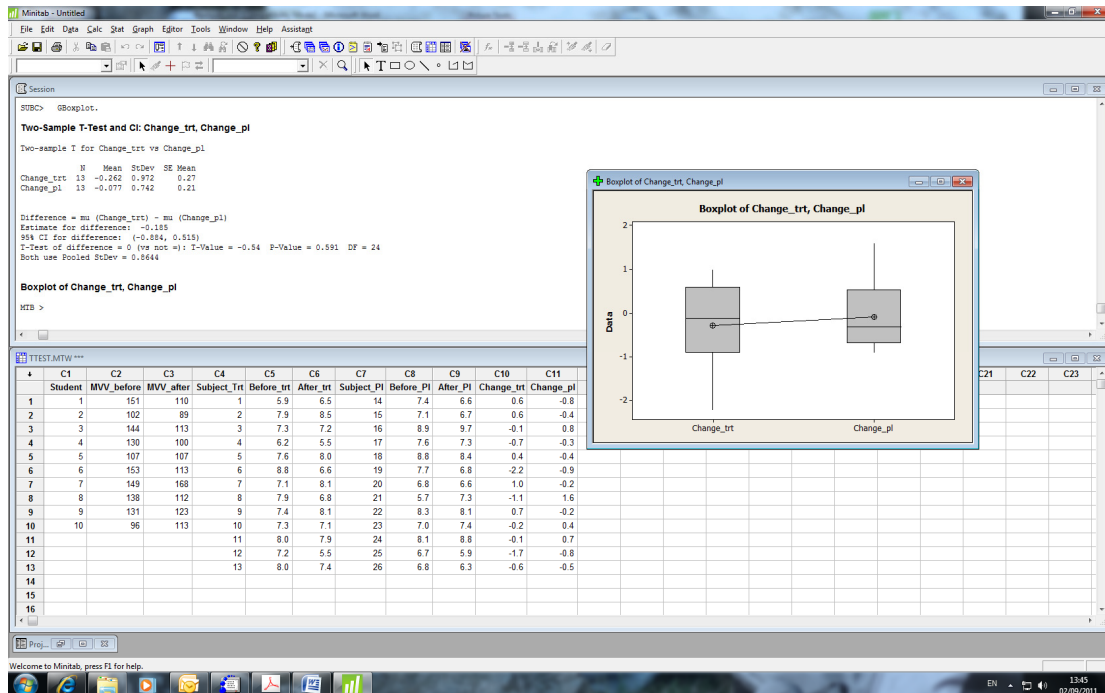 Minitab - Untitled
File Edit Data Calc Stat Graph Editor Tools Window Help Assistant
Session
SUBC> GBoxplot.
Two-Sample T-Test and CI: Change_trt, Change_pl
Two-sample T for Change_trt vs Change_pl
N Mean StDev SE Mean
Change_trt 13 -0.262 0.972 0.27
Change_pl 13 -0.077 0.742 0.21
Difference = mu (Change_trt) - mu (Change_pl)
Estimate for difference: -0.185
95% CI for difference: (-0.884, 0.515)
T-Test of difference = 0 (vs not =): T-Value = -0.54 P-Value = 0.591 DF = 24
Both use Pooled StDev = 0.8644
Boxplot of Change_trt, Change_pl
MTB >
Boxplot of Change_trt, Change_pl
Boxplot of Change_trt, Change_pl
2
1
0
-1
-2
Data
Change_trt Change_pl
TTEST.MTW ***
C1 C2 C3 C4 C5 C6 C7 C8 C9 C10 C11 C21 C22 C23
Student MVV_before MVV_after Subject_Trt Before_trt After_trt Subject_Pl Before_Pl After_Pl Change_trt Change_pl
1 1 151 110 1 5.9 6.5 14 7.4 6.6 0.6 -0.8
2 2 102 89 2 7.9 8.5 15 7.1 6.7 0.6 -0.4
3 3 144 113 3 7.3 7.2 16 8.9 9.7 -0.1 0.8
4 4 130 100 4 6.2 5.5 17 7.6 7.3 -0.7 -0.3
5 5 107 107 5 7.6 8.0 18 8.8 8.4 0.4 -0.4
6 6 153 113 6 8.8 6.6 19 7.7 6.8 -2.2 -0.9
7 7 149 168 7 7.1 8.1 20 6.8 6.6 1.0 -0.2
8 8 138 112 8 7.9 6.8 21 5.7 7.3 -1.1 1.6
9 9 131 123 9 7.4 8.1 22 8.3 8.1 0.7 -0.2
10 10 96 113 10 7.3 7.1 23 7.0 7.4 -0.2 0.4
11 11 8.0 7.9 24 8.1 8.8 -0.1 0.7
12 12 7.2 5.5 25 6.7 5.9 -1.7 -0.8
13 13 8.0 7.4 26 6.8 6.3 -0.6 -0.5
14
15
16
Proj...
Welcome to Minitab, press F1 for help.
EN 13:45
02/09/2011